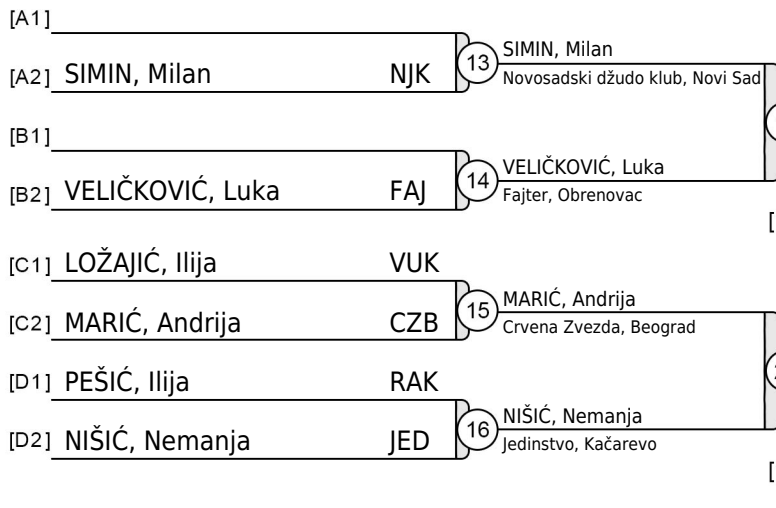 [A1]
[A2] SIMIN, Milan NJK
13
SIMIN, Milan
Novosadski džudo klub, Novi Sad
[B1]
[B2] VELIČKOVIĆ, Luka FAJ
14
VELIČKOVIĆ, Luka
Fajter, Obrenovac
[C1] LOŽAJIĆ, Ilija VUK
[C2] MARIĆ, Andrija CZB
15
MARIĆ, Andrija
Crvena Zvezda, Beograd
[D1] PEŠIĆ, Ilija RAK
[D2] NIŠIĆ, Nemanja JED
16
NIŠIĆ, Nemanja
Jedinstvo, Kačarevo
[
[